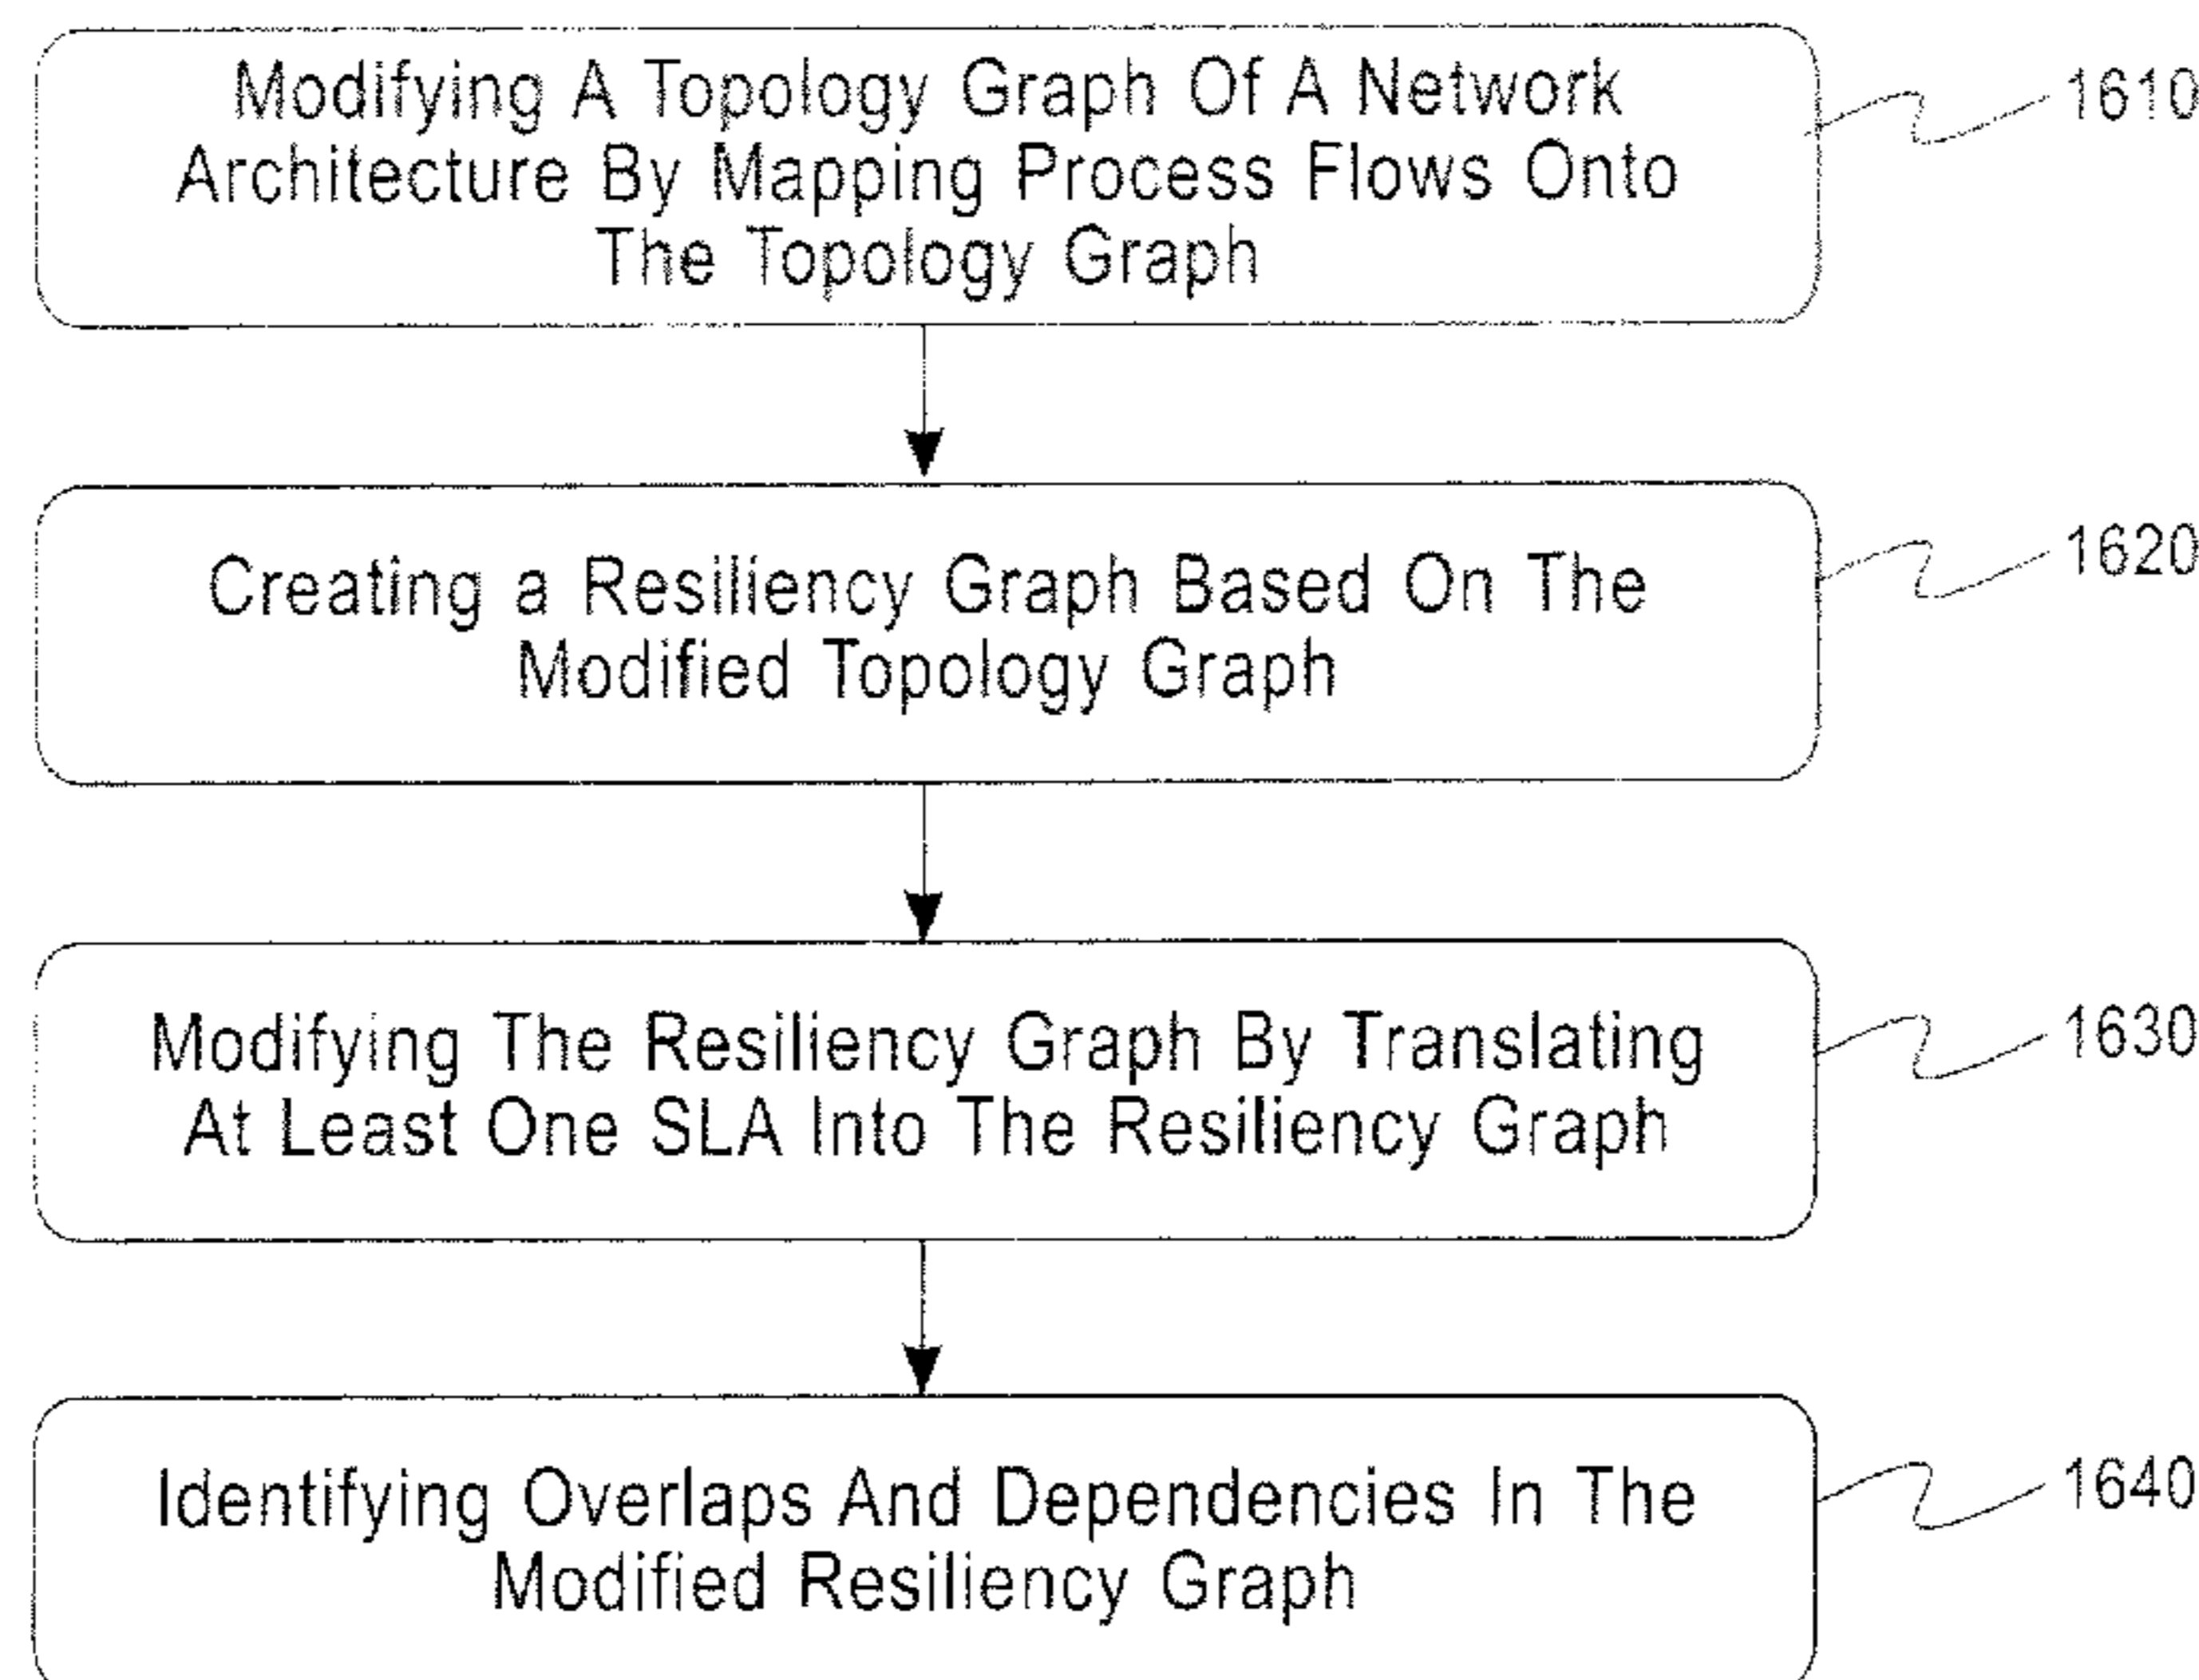 Modifying A Topology Graph Of A Network
Architecture By Mapping Process Flows Onto
The Topology Graph
1610
Creating a Resiliency Graph Based On The
Modified Topology Graph
1620
Modifying The Resiliency Graph By Translating
At Least One SLA Into The Resiliency Graph
1630
Identifying Overlaps And Dependencies In The
Modified Resiliency Graph
1640